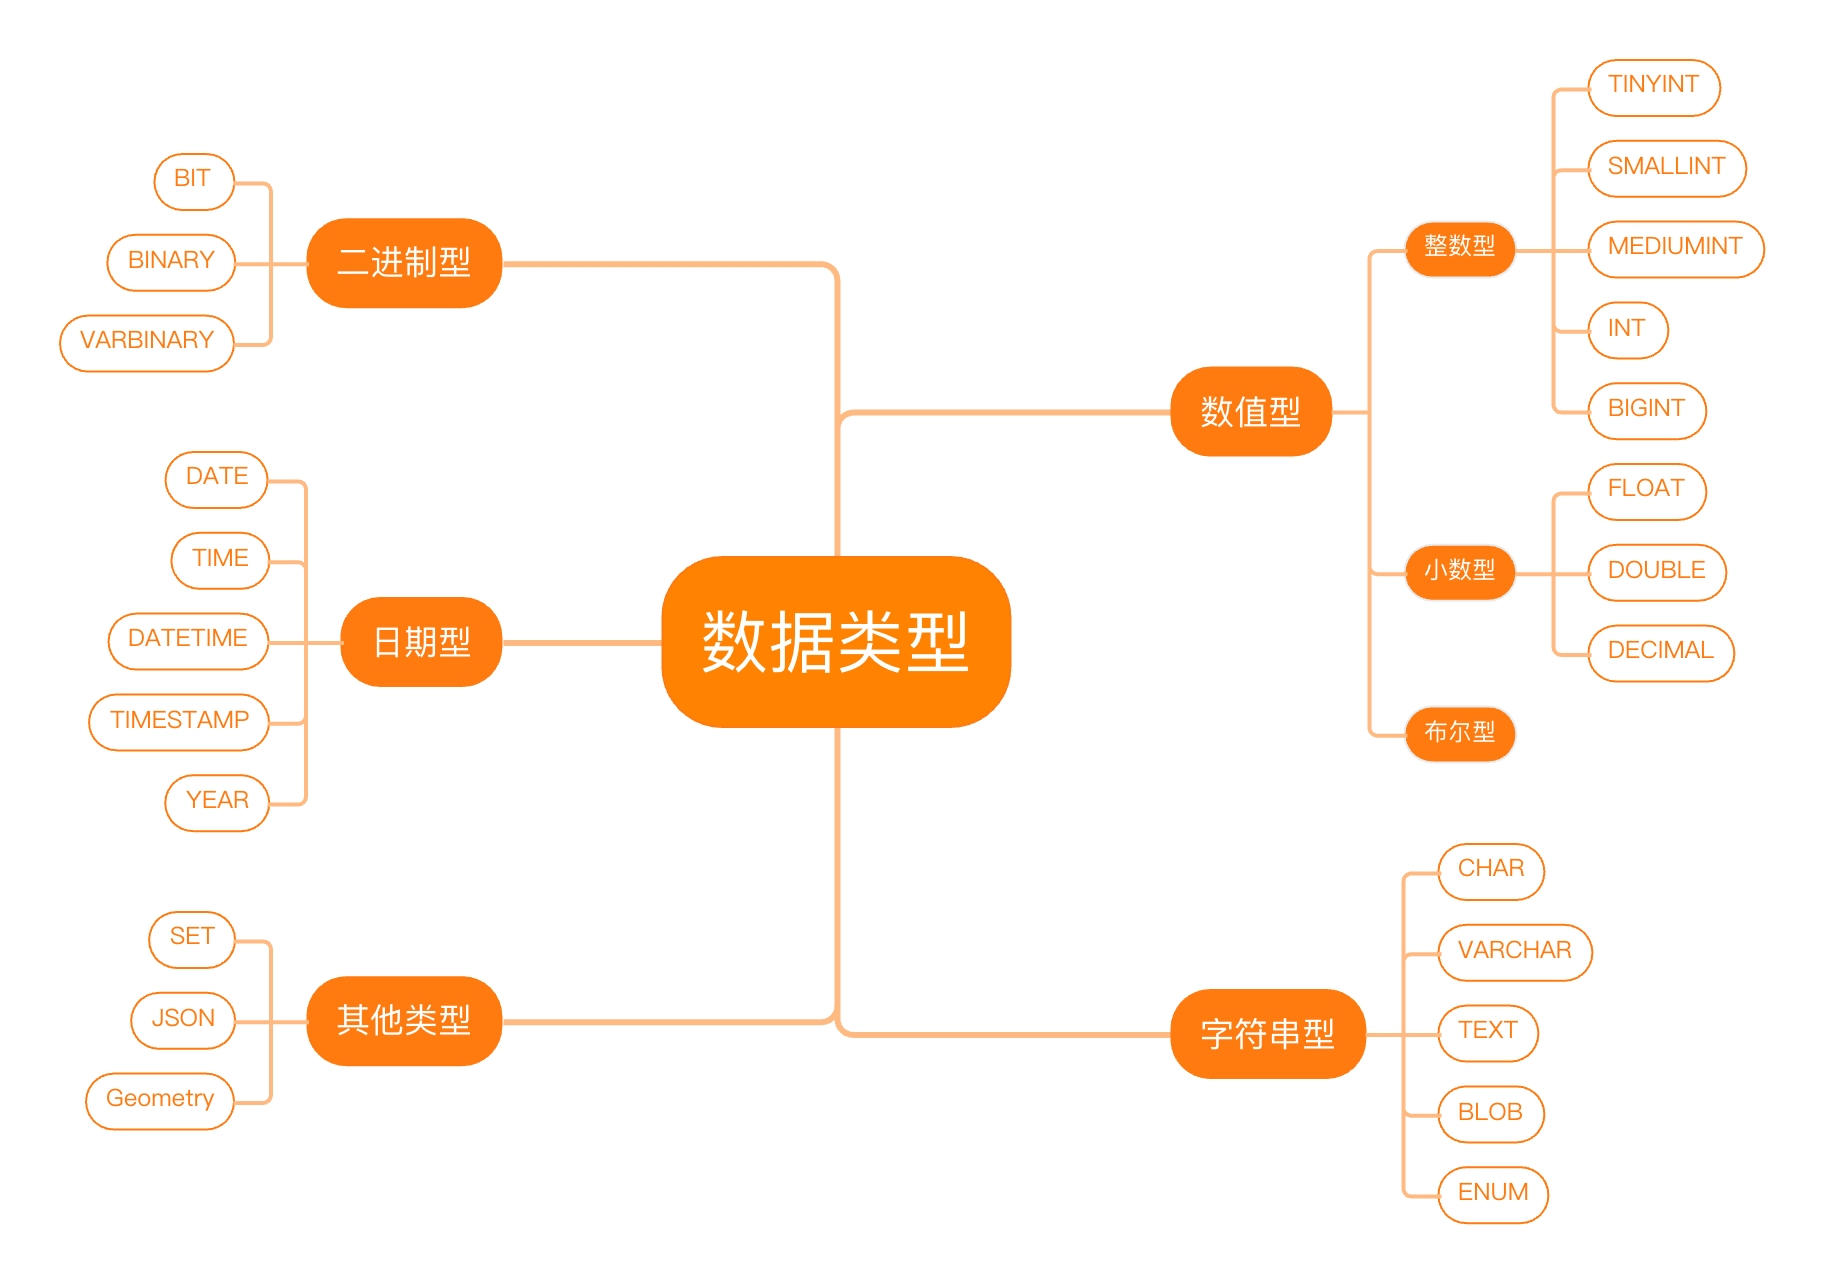 数据类型
二进制型
BIT
BINARY
VARBINARY
日期型
DATE
TIME
DATETIME
TIMESTAMP
YEAR
其他类型
SET
JSON
Geometry
数值型
整数型
TINYINT
SMALLINT
MEDIUMINT
INT
BIGINT
小数型
FLOAT
DOUBLE
DECIMAL
布尔型
字符串型
CHAR
VARCHAR
TEXT
BLOB
ENUM